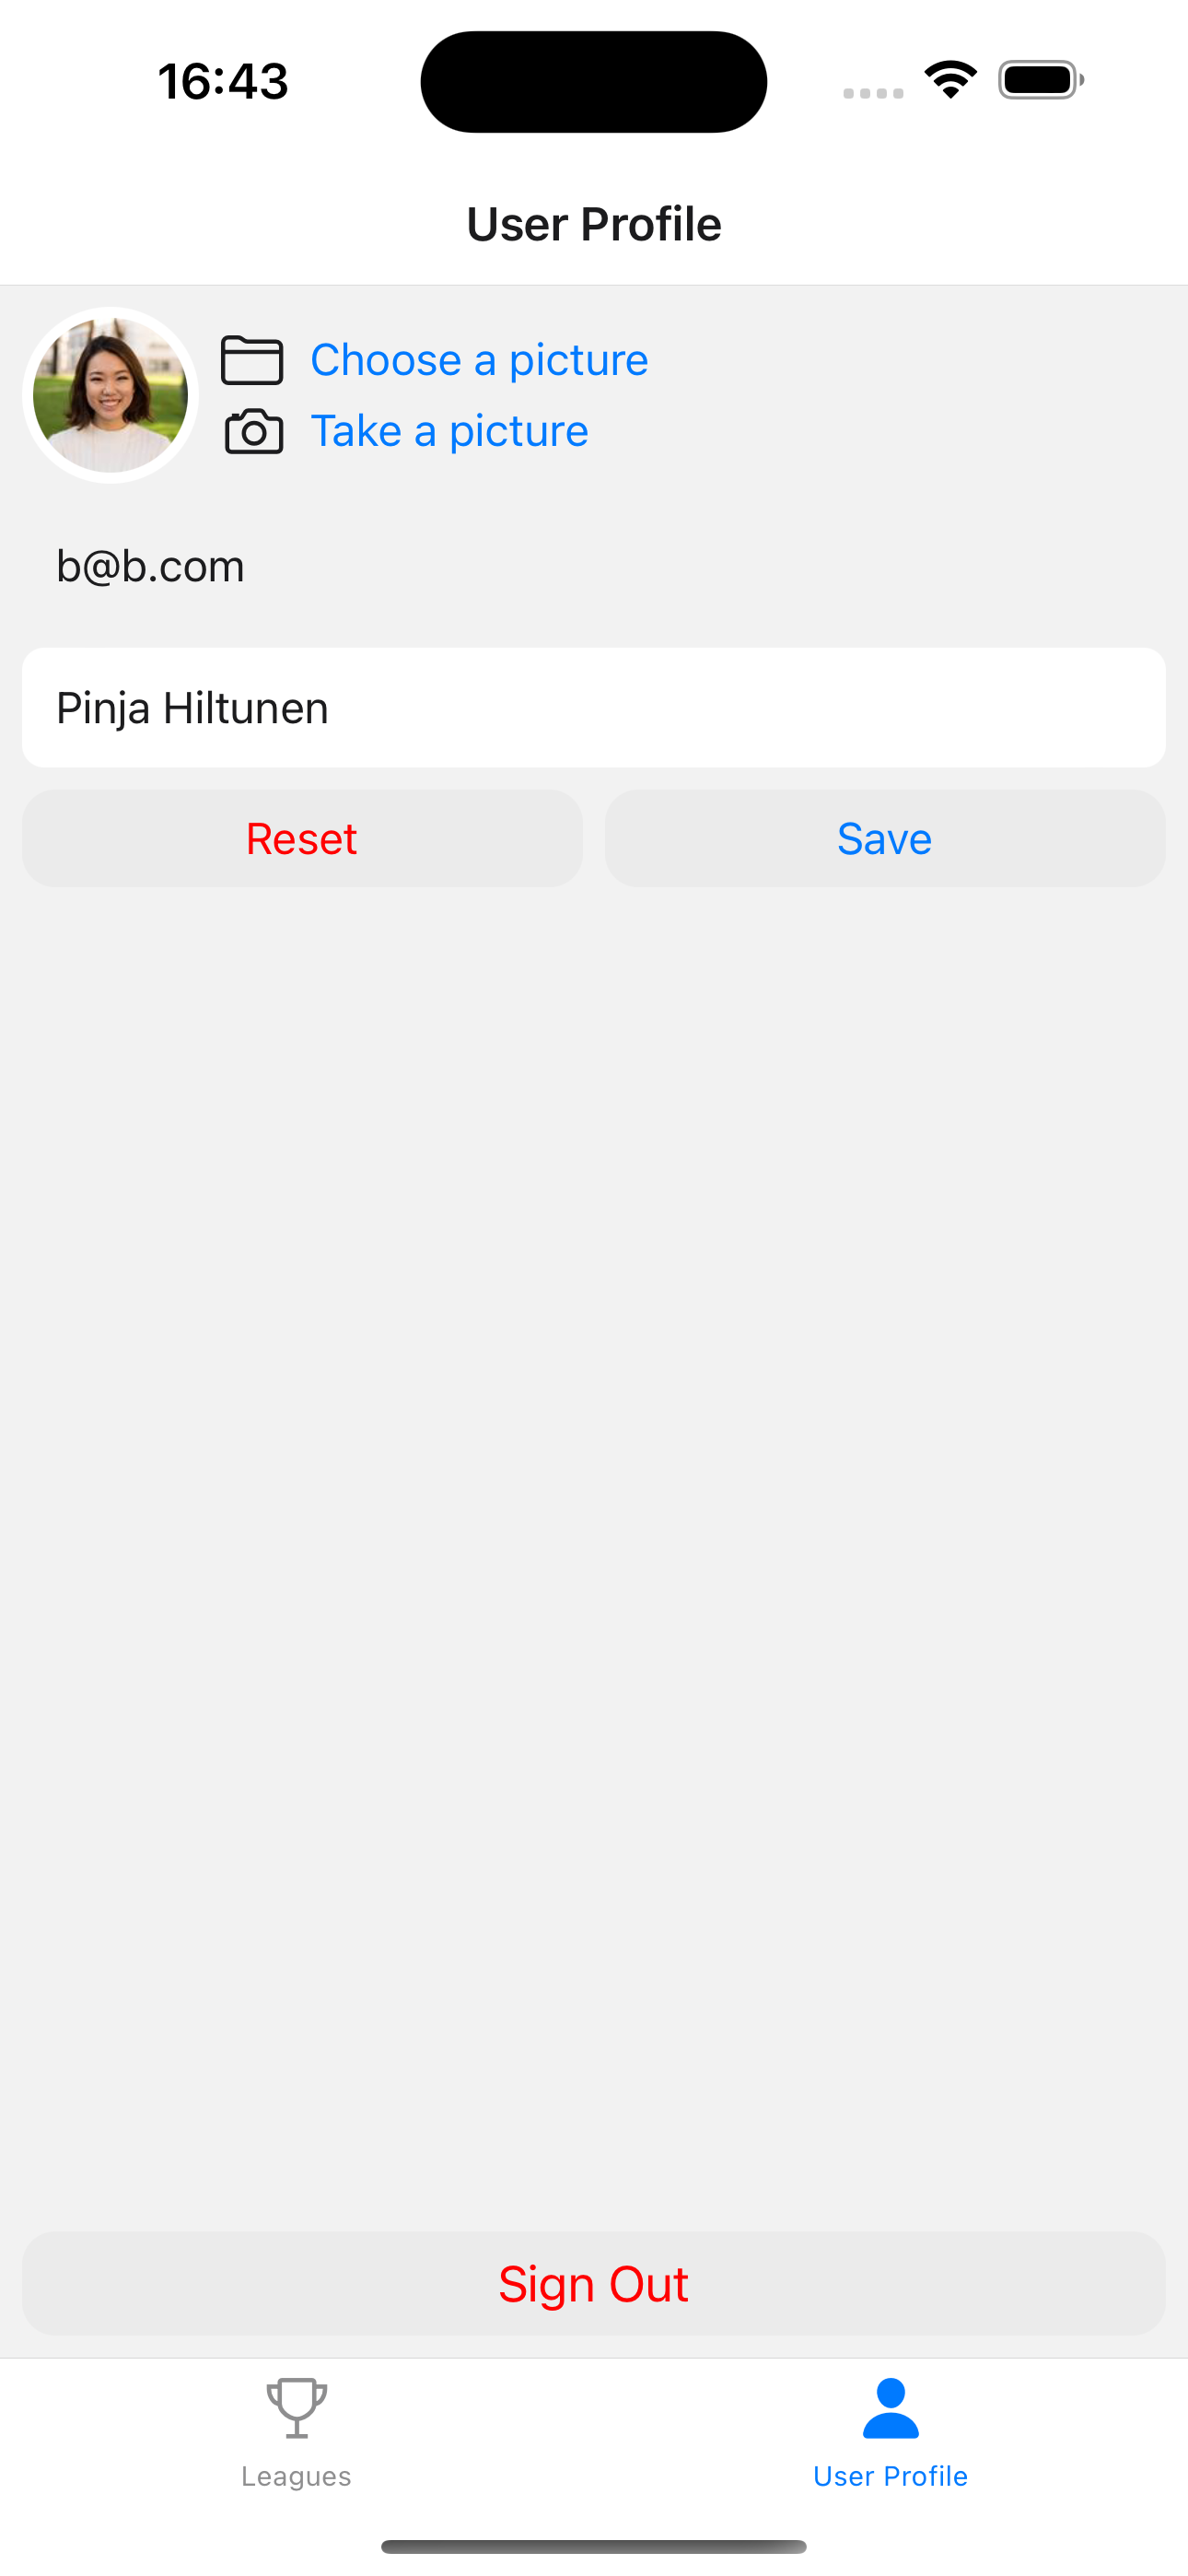 16:43
User Profile
Choose a picture
Take a picture
b@b.com
Pinja Hiltunen
Reset Save
Sign Out
Leagues User Profile